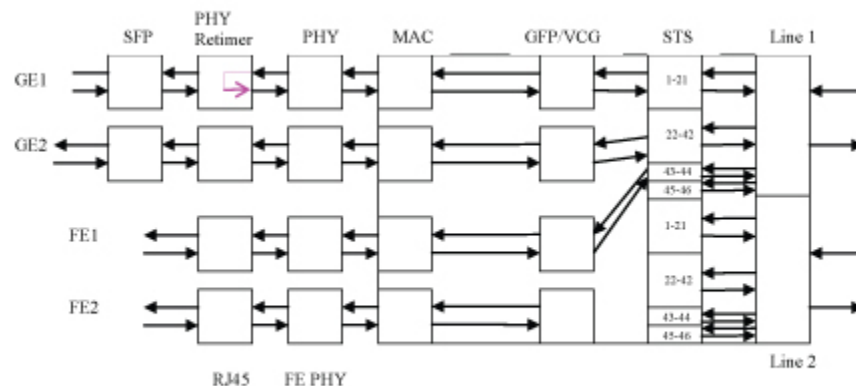 PHY
SFP Retimer PHY MAC GFP/VCG STS Line 1
GE1 1-21
GE2 22-42
43-44
45-46
FE1 1-21
22-42
FE2 43-44
45-46
RJ45 FE PHY Line 2